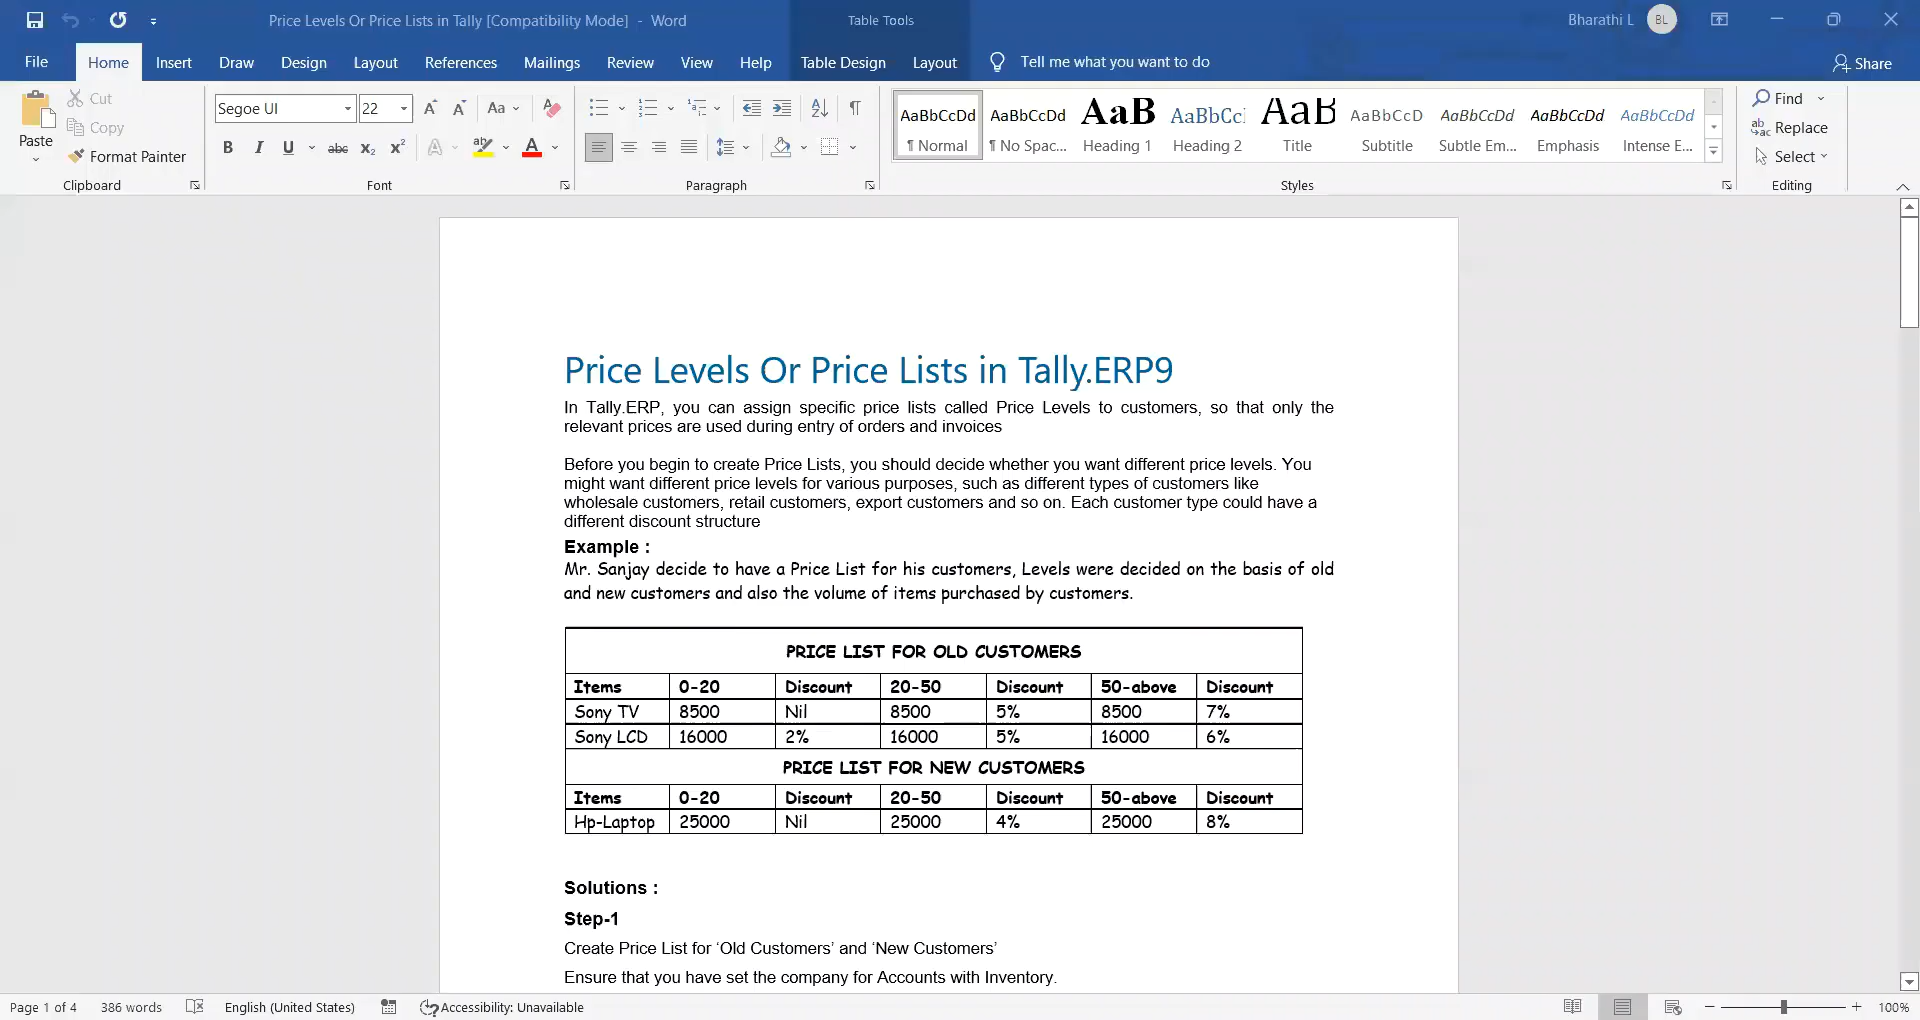 Price Levels Or Price Lists in Tally [Compatibility Mode] - Word
Table Tools
Bharathi L
BL
File Home Insert Draw Design Layout References Mailings Review View Help Table Design Layout Tell me what you want to do Share
Paste
Cut
Copy
Format Painter
Clipboard
Segoe UI 22 Aa
B I U abc x₂ x² A ab A
Font
Paragraph
AaBbCcDd AaBbCcDd AaB AaBbCc AaB AaBbCcD AaBbCcDd AaBbCcDd AaBbCcDd
¶ Normal ¶ No Spac... Heading 1 Heading 2 Title Subtitle Subtle Em... Emphasis Intense E...
Styles
Find
Replace
Select
Editing
Price Levels Or Price Lists in Tally.ERP9
In Tally.ERP, you can assign specific price lists called Price Levels to customers, so that only the
relevant prices are used during entry of orders and invoices
Before you begin to create Price Lists, you should decide whether you want different price levels. You
might want different price levels for various purposes, such as different types of customers like
wholesale customers, retail customers, export customers and so on. Each customer type could have a
different discount structure
Example :
Mr. Sanjay decide to have a Price List for his customers, Levels were decided on the basis of old
and new customers and also the volume of items purchased by customers.
PRICE LIST FOR OLD CUSTOMERS
Items 0-20 Discount 20-50 Discount 50-above Discount
Sony TV 8500 Nil 8500 5% 8500 7%
Sony LCD 16000 2% 16000 5% 16000 6%
PRICE LIST FOR NEW CUSTOMERS
Items 0-20 Discount 20-50 Discount 50-above Discount
Hp-Laptop 25000 Nil 25000 4% 25000 8%
Solutions :
Step-1
Create Price List for ‘Old Customers’ and ‘New Customers’
Ensure that you have set the company for Accounts with Inventory.
Page 1 of 4 386 words English (United States) Accessibility: Unavailable 100%